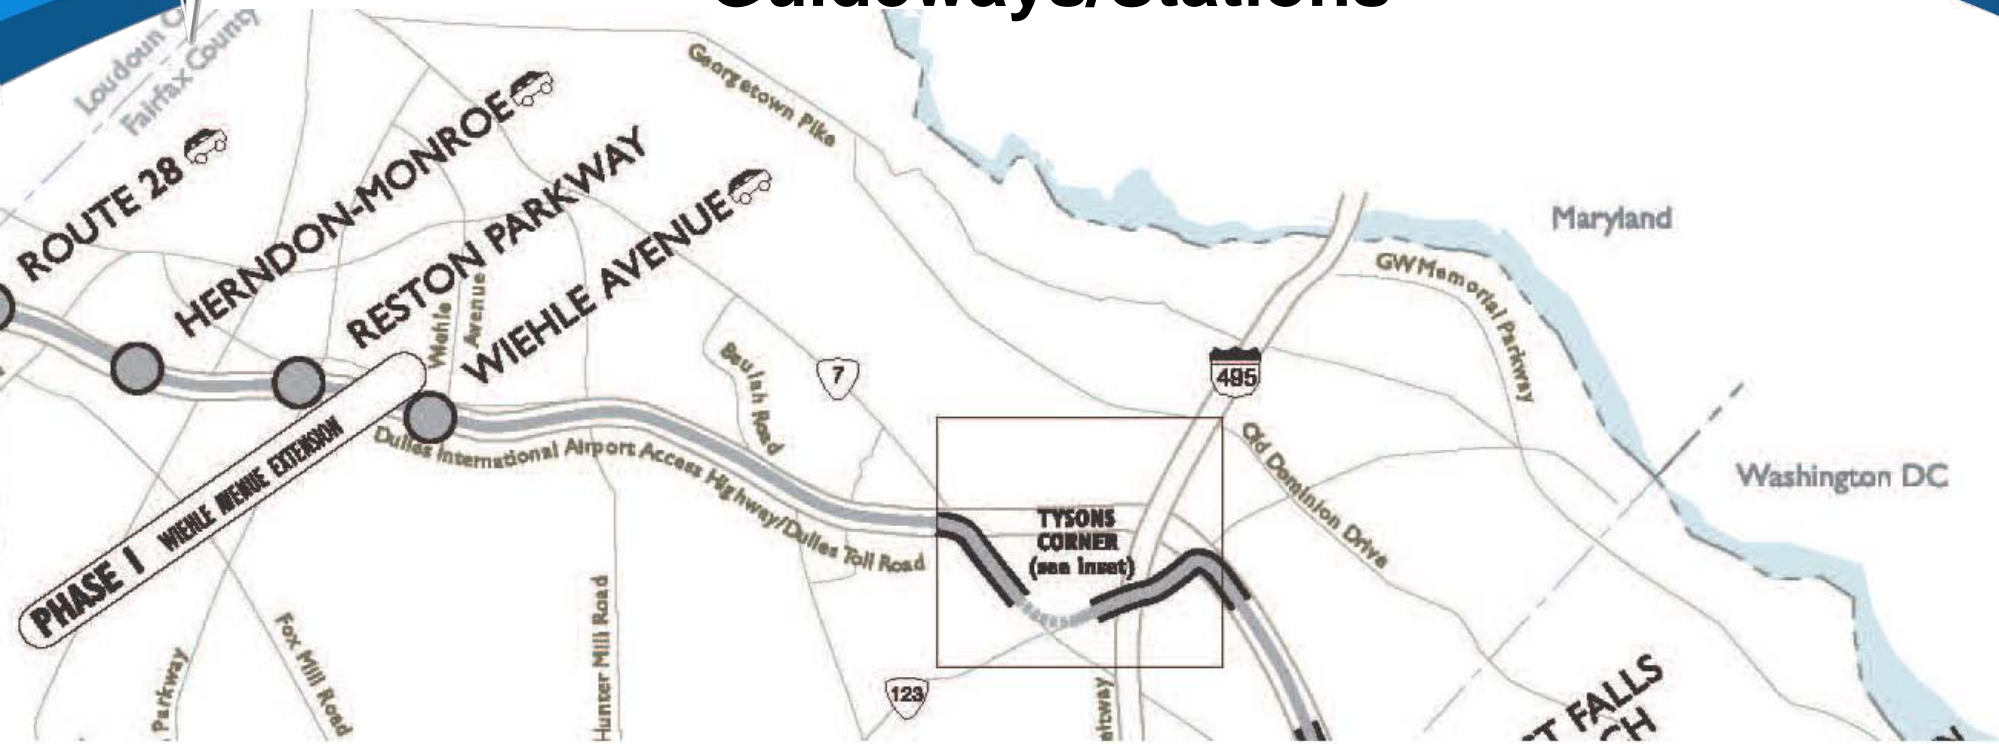 Guideways/Stations
Loudoun
Fairfax County
ROUTE 28
HERNDON-MONROE
RESTON PARKWAY
WIEHLE AVENUE
Wiehle
Avenue
Georgetown Pike
Maryland
GW Memorial Parkway
495
7
Beulah Road
Washington DC
Old Dominion Drive
Dulles International Airport Access Highway/Dulles Toll Road
PHASE I WIEHLE AVENUE EXTENSION
TYSONS
CORNER
(see inset)
Fox Mill Road
Parkway
Hunter Mill Road
123
FALLS